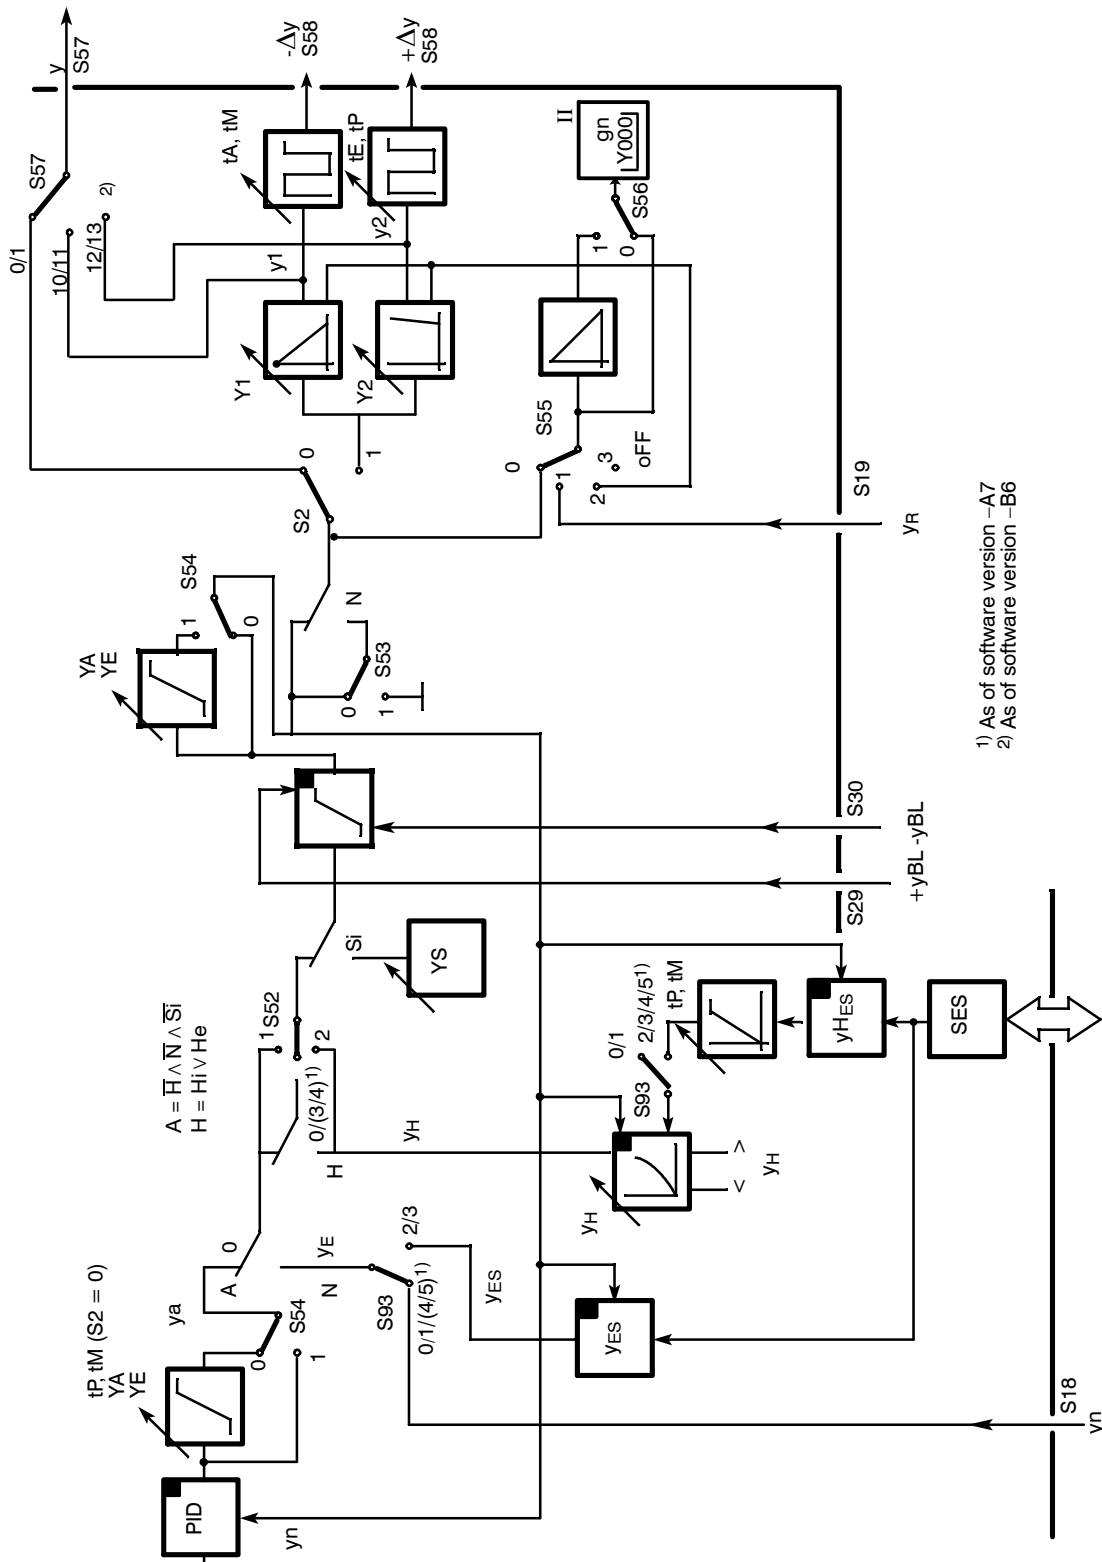 y
S57
-Δy
S58
+Δy
S58
S57
0/1
10/11
12/13
2)
tA, tM
tE, tP
y1
y2
Y1
Y2
II
gn
Y000
S56
1
0
S55
0
1
2
3
oFF
S2
0
1
S19
yR
S54
1
0
YA
YE
N
S53
0
1
S30
+yBL -yBL
S29
Si
YS
S52
1
2
0/(3/4)1)
A = H ∧ N̅ ∧ S̅i̅
H = Hi ∨ He
H
yH
0/1
2/3/4/51)
S93
tP, tM
yHES
SES
yH
< >
yH
ya
A
0
N
yE
S93
2/3
0/1/(4/5)1)
yES
yES
S54
0
1
tP, tM (S2 = 0)
YA
YE
PID
yn
S18
yn
1) As of software version –A7
2) As of software version –B6